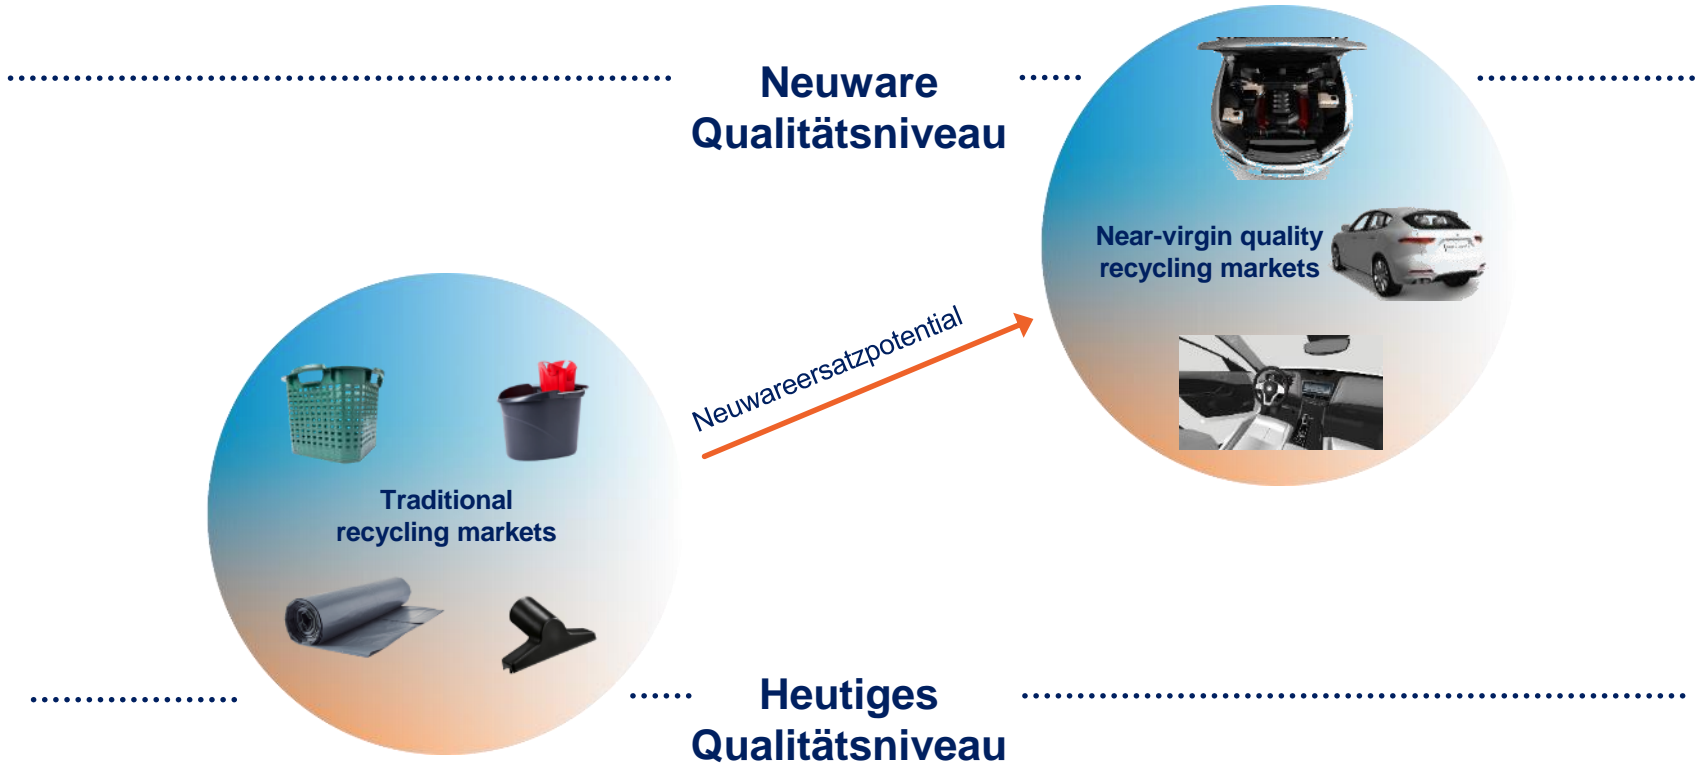 Neuware
Qualitätsniveau
Near-virgin quality
recycling markets
Neuwareersatzpotential
Traditional
recycling markets
Heutiges
Qualitätsniveau